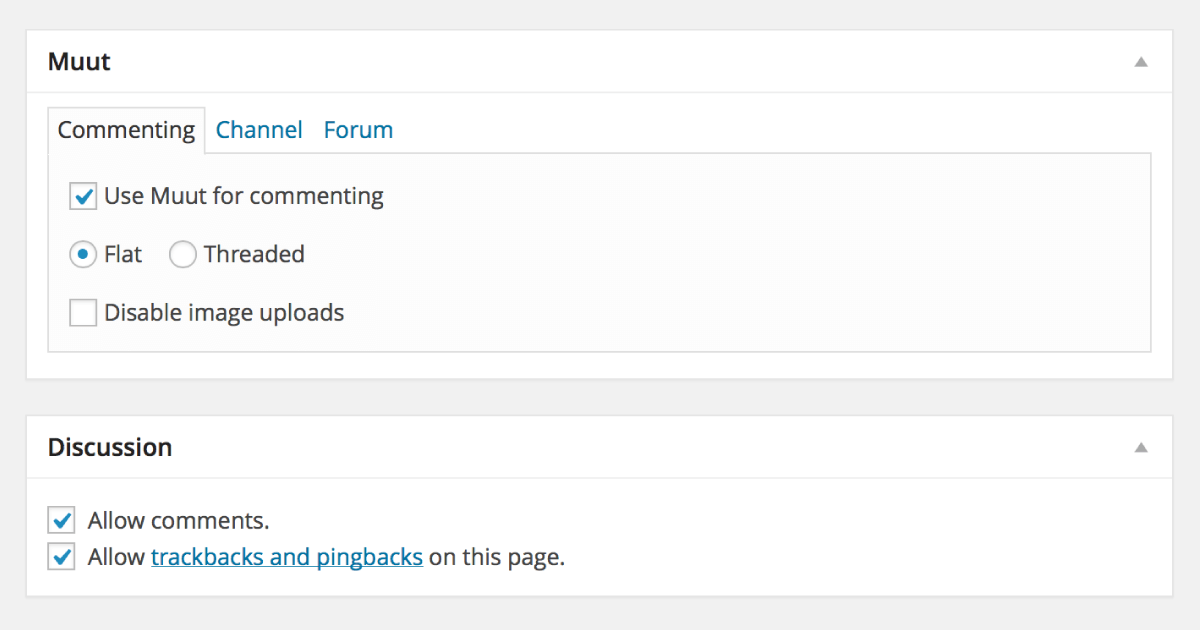 Muut
Commenting Channel Forum
Use Muut for commenting
Flat Threaded
Disable image uploads
Discussion
Allow comments.
Allow trackbacks and pingbacks on this page.